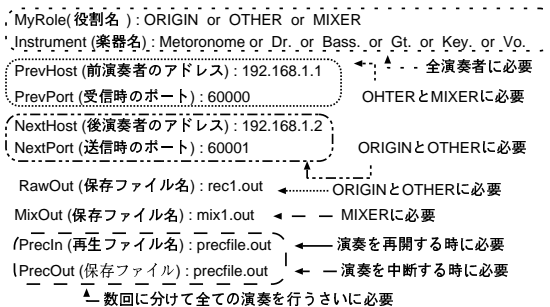 MyRole(役割名 ) : ORIGIN or OTHER or MIXER
Instrument (楽器名) : Metoronome or Dr. or Bass. or Gt. or Key. or Vo.
全演奏者に必要
PrevHost (前演奏者のアドレス) : 192.168.1.1
PrevPort (受信時のポート) : 60000
OHTERとMIXERに必要
NextHost (後演奏者のアドレス) : 192.168.1.2
NextPort (送信時のポート) : 60001
ORIGINとOTHERに必要
RawOut (保存ファイル名) : rec1.out
ORIGINとOTHERに必要
MixOut (保存ファイル名) : mix1.out
MIXERに必要
PrecIn (再生ファイル名) : precfile.out
演奏を再開する時に必要
PrecOut (保存ファイル) : precfile.out
演奏を中断する時に必要
数回に分けて全ての演奏を行うさいに必要